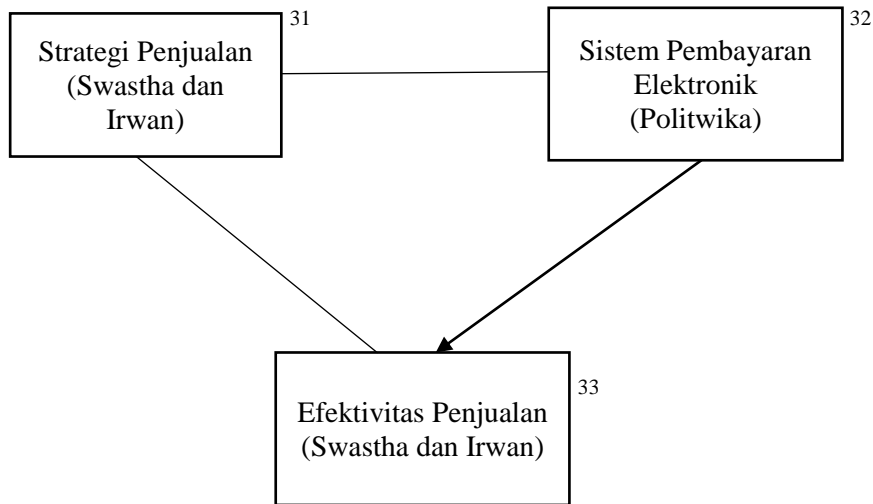 Strategi Penjualan
(Swastha dan
Irwan)
31
Sistem Pembayaran
Elektronik
(Politwika)
32
Efektivitas Penjualan
(Swastha dan Irwan)
33